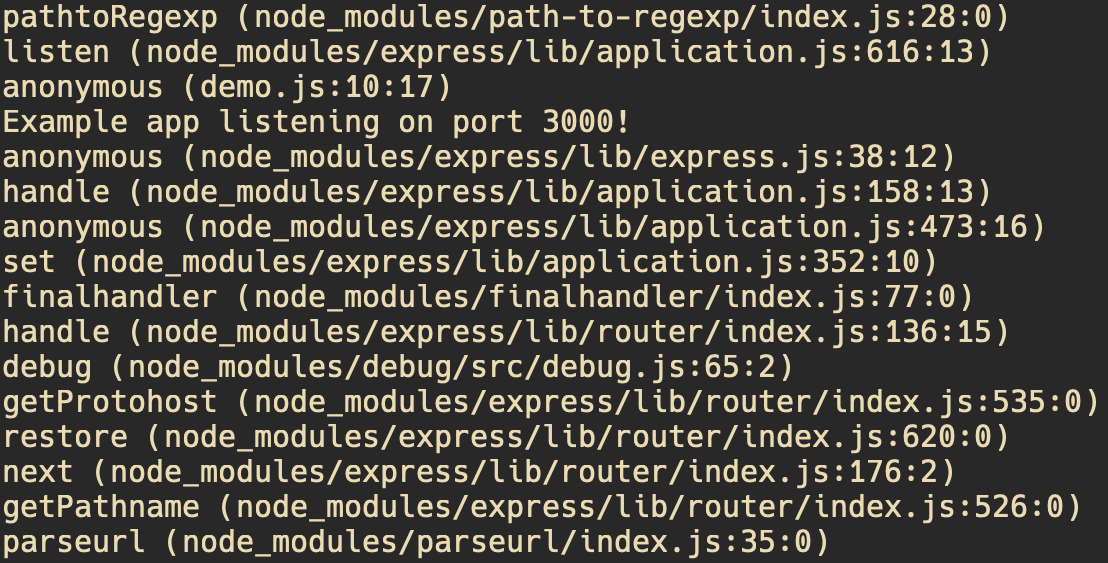 pathtoRegexp (node_modules/path-to-regexp/index.js:28:0)
listen (node_modules/express/lib/application.js:616:13)
anonymous (demo.js:10:17)
Example app listening on port 3000!
anonymous (node_modules/express/lib/express.js:38:12)
handle (node_modules/express/lib/application.js:158:13)
anonymous (node_modules/express/lib/application.js:473:16)
set (node_modules/express/lib/application.js:352:10)
finalhandler (node_modules/finalhandler/index.js:77:0)
handle (node_modules/express/lib/router/index.js:136:15)
debug (node_modules/debug/src/debug.js:65:2)
getProtohost (node_modules/express/lib/router/index.js:535:0)
restore (node_modules/express/lib/router/index.js:620:0)
next (node_modules/express/lib/router/index.js:176:2)
getPathname (node_modules/express/lib/router/index.js:526:0)
parseurl (node_modules/parseurl/index.js:35:0)